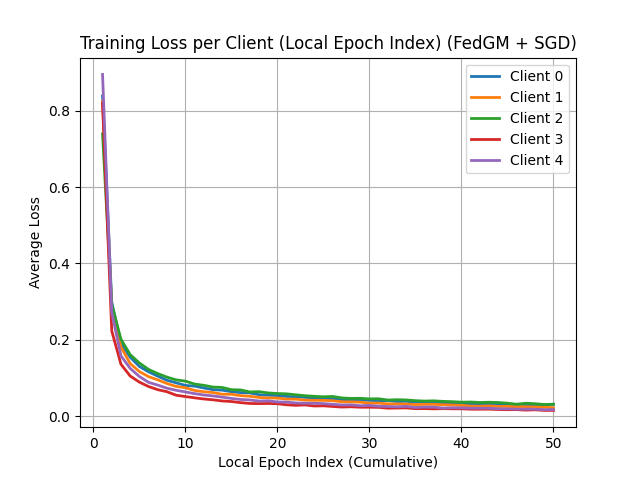 Training Loss per Client (Local Epoch Index) (FedGM + SGD)
Client 0
Client 1
Client 2
Client 3
Client 4
Average Loss
0.8
0.6
0.4
0.2
0.0
0 10 20 30 40 50
Local Epoch Index (Cumulative)